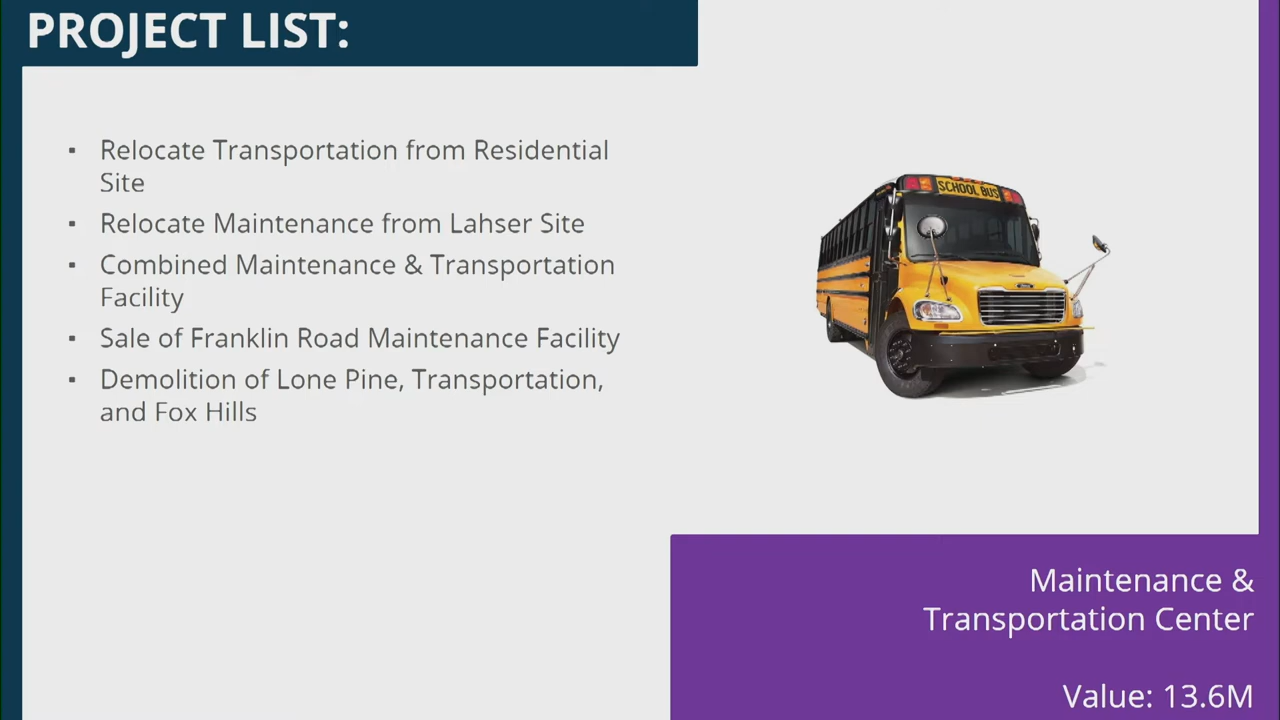 PROJECT LIST:
▪ Relocate Transportation from Residential
Site
▪ Relocate Maintenance from Lahser Site
▪ Combined Maintenance & Transportation
Facility
▪ Sale of Franklin Road Maintenance Facility
▪ Demolition of Lone Pine, Transportation,
and Fox Hills
SCHOOL BUS
Maintenance &
Transportation Center
Value: 13.6M